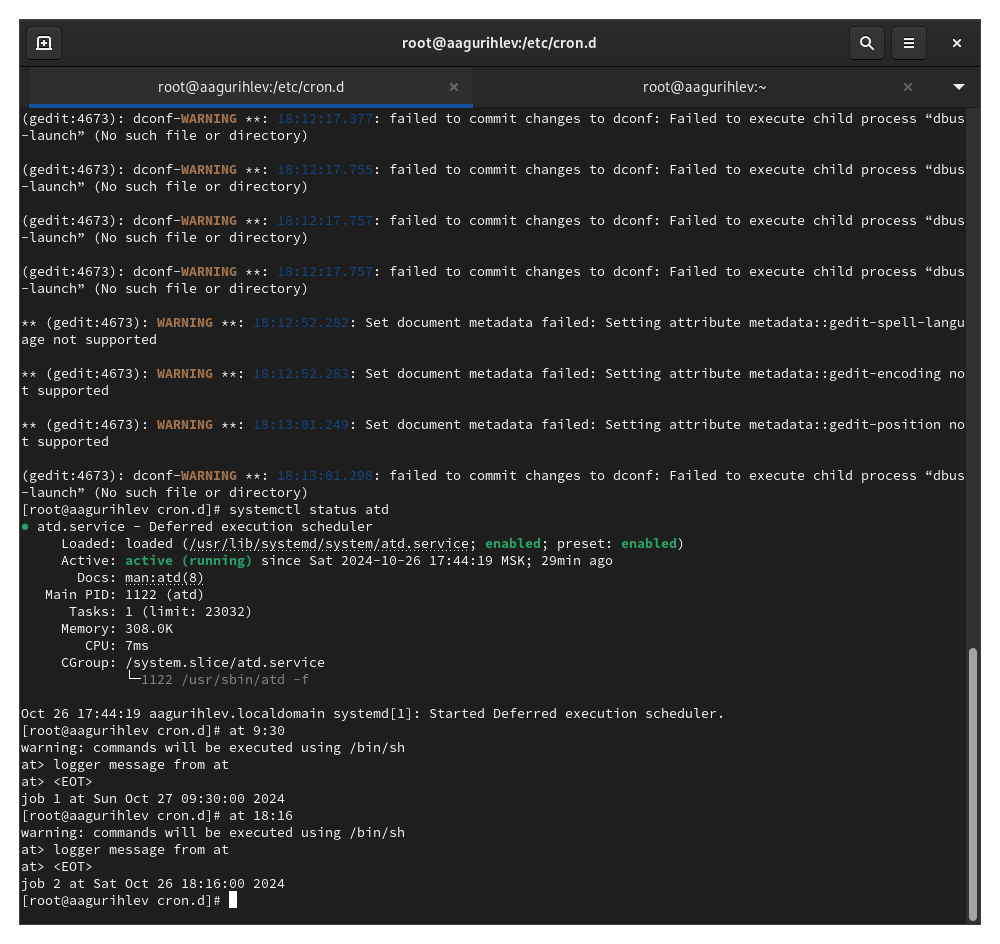 root@aagurihlev:/etc/cron.d
root@aagurihlev:/etc/cron.d
root@aagurihlev:~
(gedit:4673): dconf-WARNING **: 18:12:17.377: failed to commit changes to dconf: Failed to execute child process “dbus
-launch” (No such file or directory)
(gedit:4673): dconf-WARNING **: 18:12:17.755: failed to commit changes to dconf: Failed to execute child process “dbus
-launch” (No such file or directory)
(gedit:4673): dconf-WARNING **: 18:12:17.757: failed to commit changes to dconf: Failed to execute child process “dbus
-launch” (No such file or directory)
(gedit:4673): dconf-WARNING **: 18:12:17.757: failed to commit changes to dconf: Failed to execute child process “dbus
-launch” (No such file or directory)
** (gedit:4673): WARNING **: 18:12:52.282: Set document metadata failed: Setting attribute metadata::gedit-spell-langu
age not supported
** (gedit:4673): WARNING **: 18:12:52.283: Set document metadata failed: Setting attribute metadata::gedit-encoding no
t supported
** (gedit:4673): WARNING **: 18:13:01.249: Set document metadata failed: Setting attribute metadata::gedit-position no
t supported
(gedit:4673): dconf-WARNING **: 18:13:01.298: failed to commit changes to dconf: Failed to execute child process “dbus
-launch” (No such file or directory)
[root@aagurihlev cron.d]# systemctl status atd
● atd.service - Deferred execution scheduler
Loaded: loaded (/usr/lib/systemd/system/atd.service; enabled; preset: enabled)
Active: active (running) since Sat 2024-10-26 17:44:19 MSK; 29min ago
Docs: man:atd(8)
Main PID: 1122 (atd)
Tasks: 1 (limit: 23032)
Memory: 308.0K
CPU: 7ms
CGroup: /system.slice/atd.service
└─1122 /usr/sbin/atd -f
Oct 26 17:44:19 aagurihlev.localdomain systemd[1]: Started Deferred execution scheduler.
[root@aagurihlev cron.d]# at 9:30
warning: commands will be executed using /bin/sh
at> logger message from at
at> <EOT>
job 1 at Sun Oct 27 09:30:00 2024
[root@aagurihlev cron.d]# at 18:16
warning: commands will be executed using /bin/sh
at> logger message from at
at> <EOT>
job 2 at Sat Oct 26 18:16:00 2024
[root@aagurihlev cron.d]#